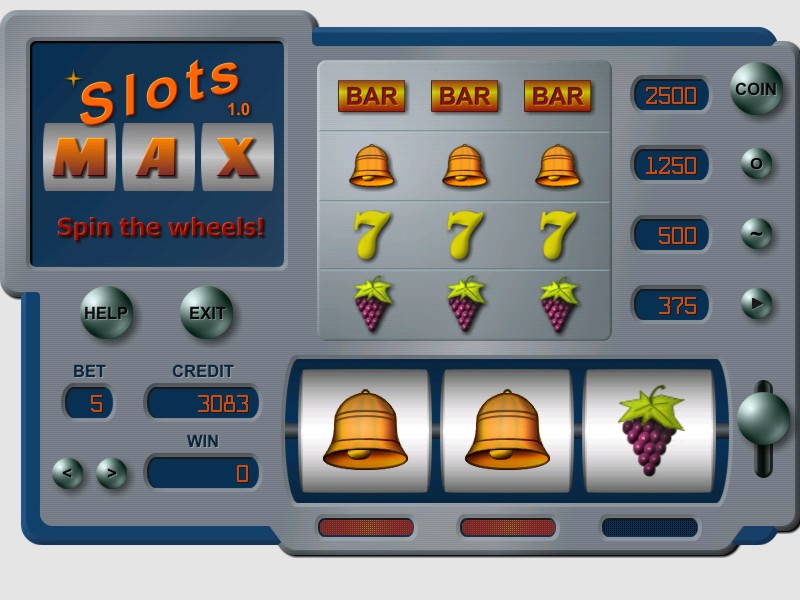 Slots
1.0
MAX
Spin the wheels!
BAR BAR BAR
2500
COIN
1250
O
500
~
375
HELP
EXIT
BET
CREDIT
5
3083
WIN
< >
0